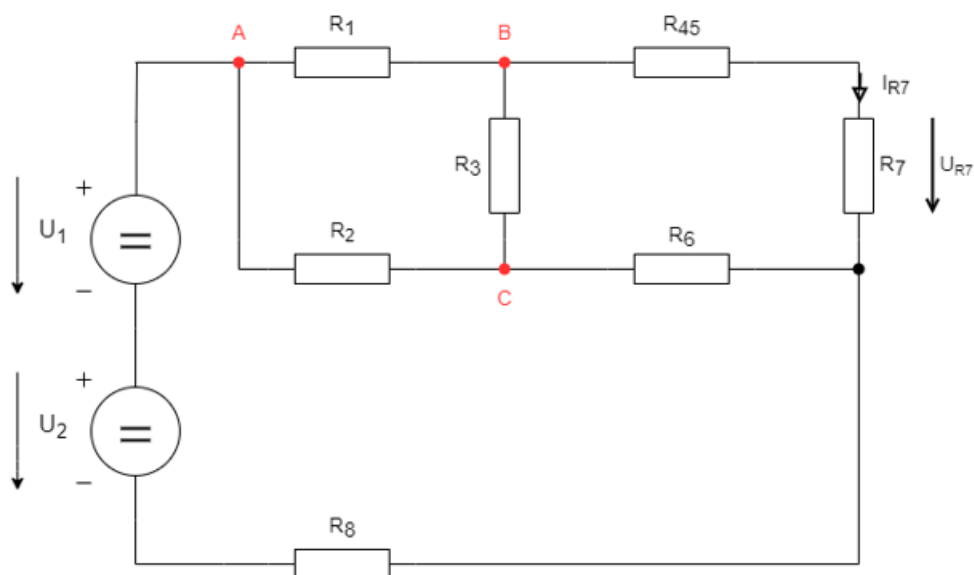 A
R1
B
R45
IR7
R3
R7
UR7
+
U1
=
−
R2
R6
C
+
U2
=
−
R8